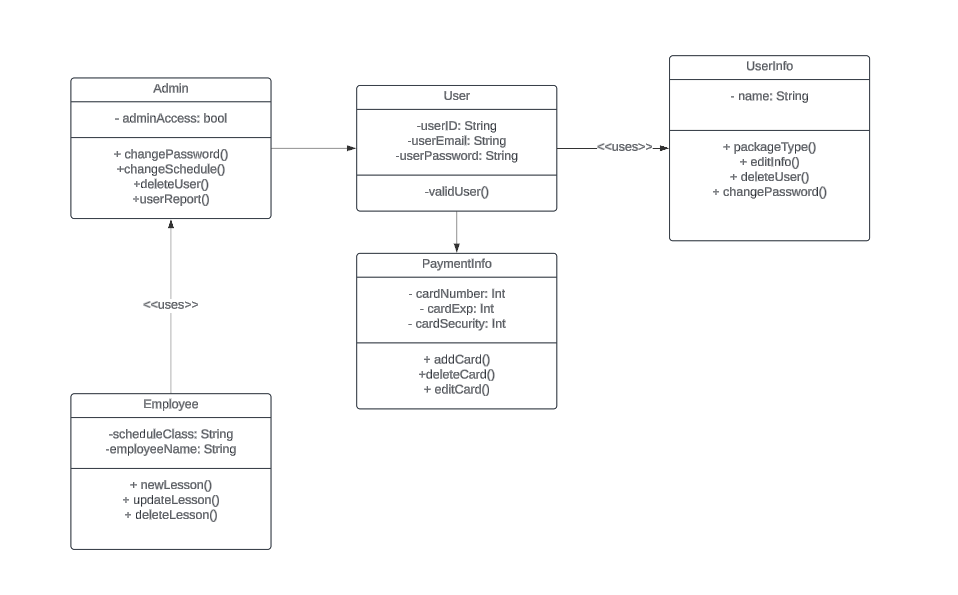 Admin
- adminAccess: bool
+ changePassword()
+changeSchedule()
+deleteUser()
+userReport()
User
-userID: String
-userEmail: String
-userPassword: String
-validUser()
<<uses>>
UserInfo
- name: String
+ packageType()
+ editInfo()
+ deleteUser()
+ changePassword()
PaymentInfo
- cardNumber: Int
- cardExp: Int
- cardSecurity: Int
+ addCard()
+deleteCard()
+ editCard()
<<uses>>
Employee
-scheduleClass: String
-employeeName: String
+ newLesson()
+ updateLesson()
+ deleteLesson()